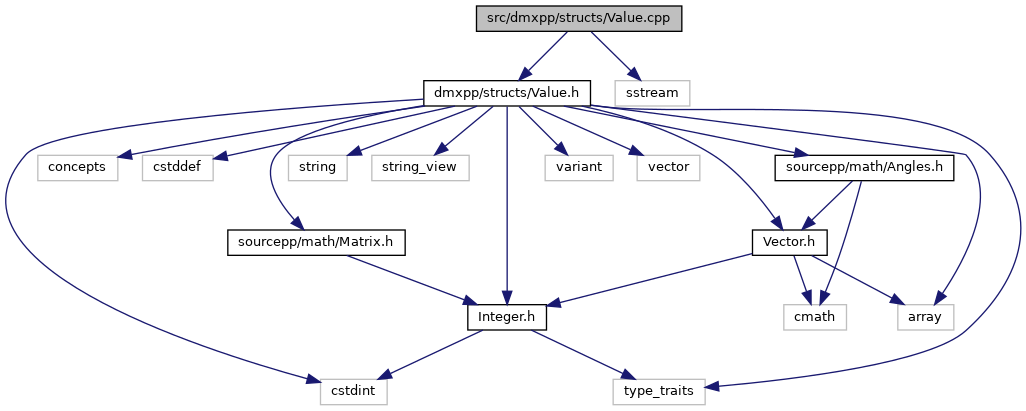 src/dmxpp/structs/Value.cpp
dmxpp/structs/Value.h
sstream
concepts
cstddef
string
string_view
variant
vector
sourcepp/math/Angles.h
sourcepp/math/Matrix.h
Vector.h
Integer.h
cmath
array
cstdint
type_traits